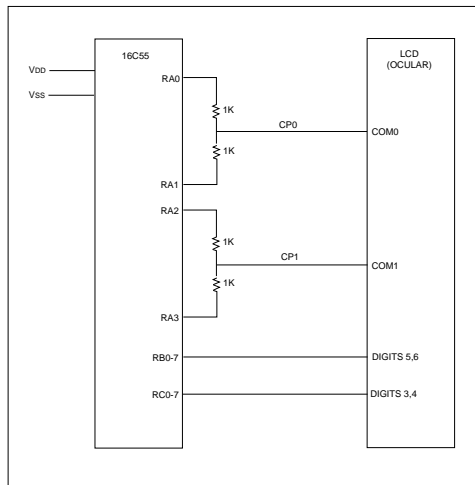 16C55
LCD
(OCULAR)
VDD
VSS
RA0
1K
CP0
COM0
1K
RA1
RA2
1K
CP1
COM1
1K
RA3
RB0-7
DIGITS 5,6
RC0-7
DIGITS 3,4